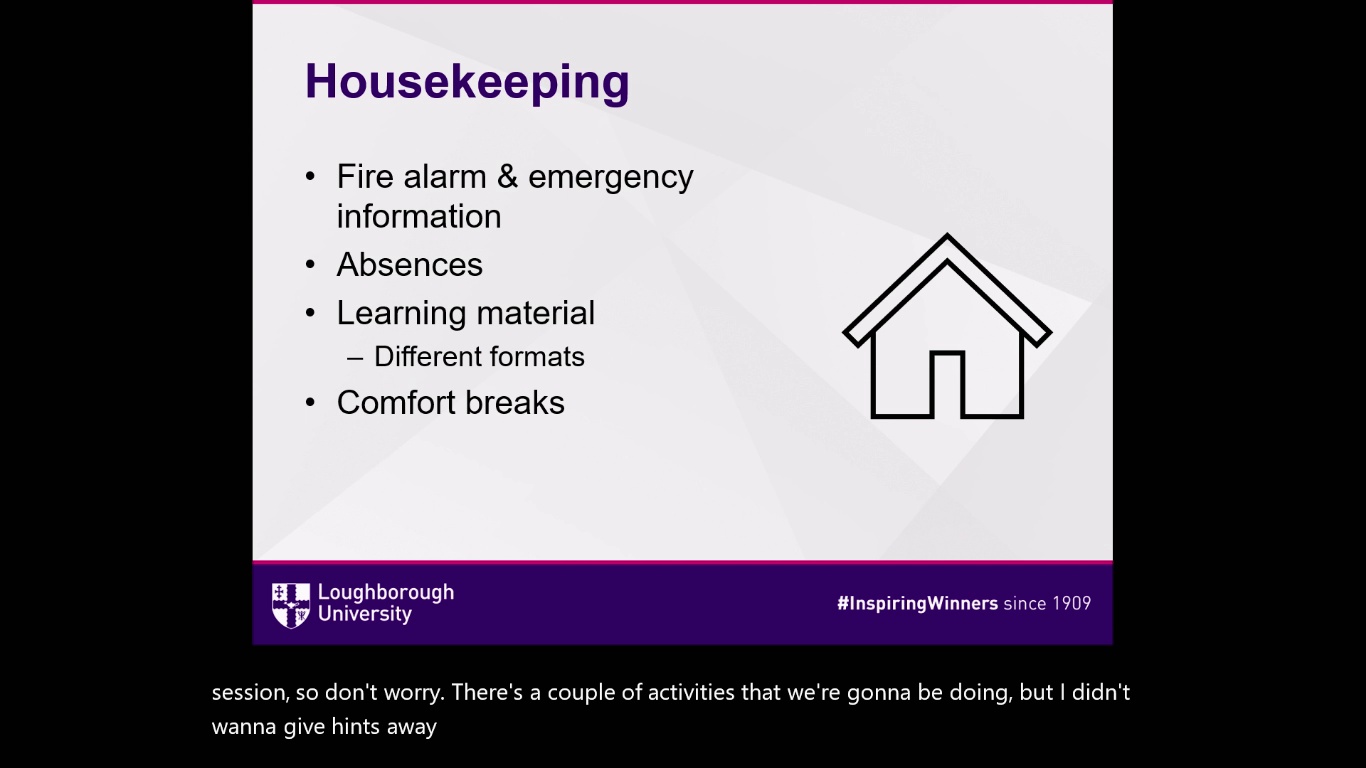 Housekeeping
• Fire alarm & emergency
information
• Absences
• Learning material
– Different formats
• Comfort breaks
Loughborough
University
#InspiringWinners since 1909
session, so don't worry. There's a couple of activities that we're gonna be doing, but I didn't
wanna give hints away